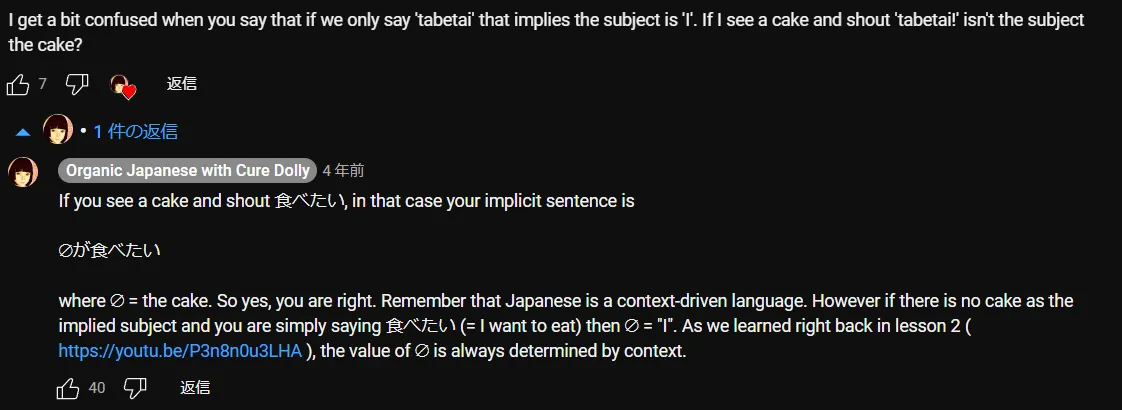 I get a bit confused when you say that if we only say 'tabetai' that implies the subject is 'I'. If I see a cake and shout 'tabetai!' isn't the subject
the cake?
7 返信
• 1 件の返信
Organic Japanese with Cure Dolly 4 年前
If you see a cake and shout 食べたい, in that case your implicit sentence is
∅が食べたい
where ∅ = the cake. So yes, you are right. Remember that Japanese is a context-driven language. However if there is no cake as the
implied subject and you are simply saying 食べたい (= I want to eat) then ∅ = "I". As we learned right back in lesson 2 (
https://youtu.be/P3n8n0u3LHA ), the value of ∅ is always determined by context.
40 返信